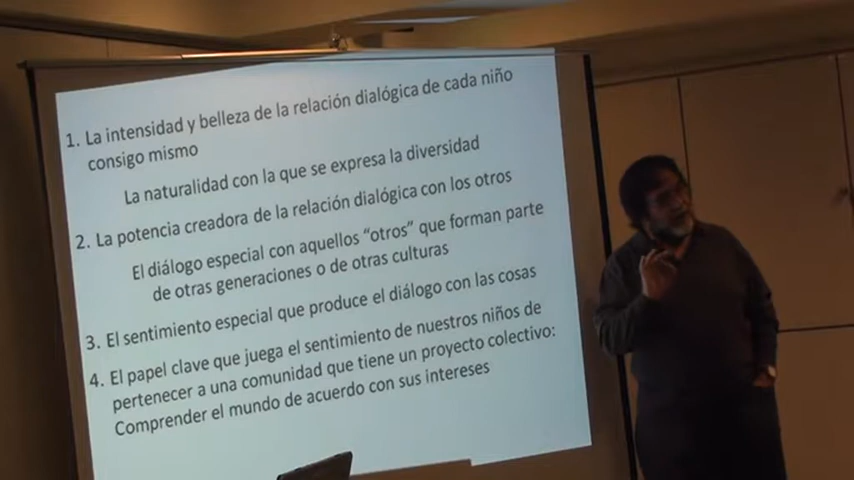 1. La intensidad y belleza de la relación dialógica de cada niño
consigo mismo
La naturalidad con la que se expresa la diversidad
2. La potencia creadora de la relación dialógica con los otros
El diálogo especial con aquellos “otros” que forman parte
de otras generaciones o de otras culturas
3. El sentimiento especial que produce el diálogo con las cosas
4. El papel clave que juega el sentimiento de nuestros niños de
pertenecer a una comunidad que tiene un proyecto colectivo:
Comprender el mundo de acuerdo con sus intereses